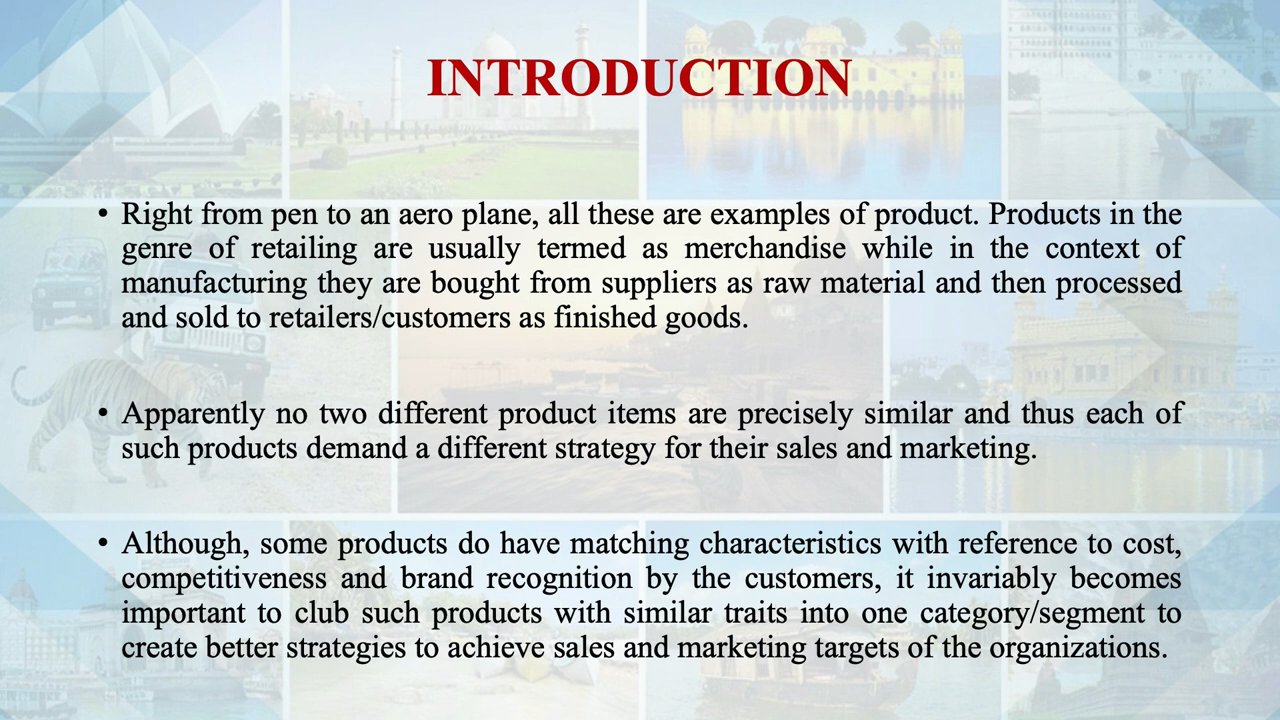 INTRODUCTION
• Right from pen to an aero plane, all these are examples of product. Products in the
genre of retailing are usually termed as merchandise while in the context of
manufacturing they are bought from suppliers as raw material and then processed
and sold to retailers/customers as finished goods.
• Apparently no two different product items are precisely similar and thus each of
such products demand a different strategy for their sales and marketing.
• Although, some products do have matching characteristics with reference to cost,
competitiveness and brand recognition by the customers, it invariably becomes
important to club such products with similar traits into one category/segment to
create better strategies to achieve sales and marketing targets of the organizations.